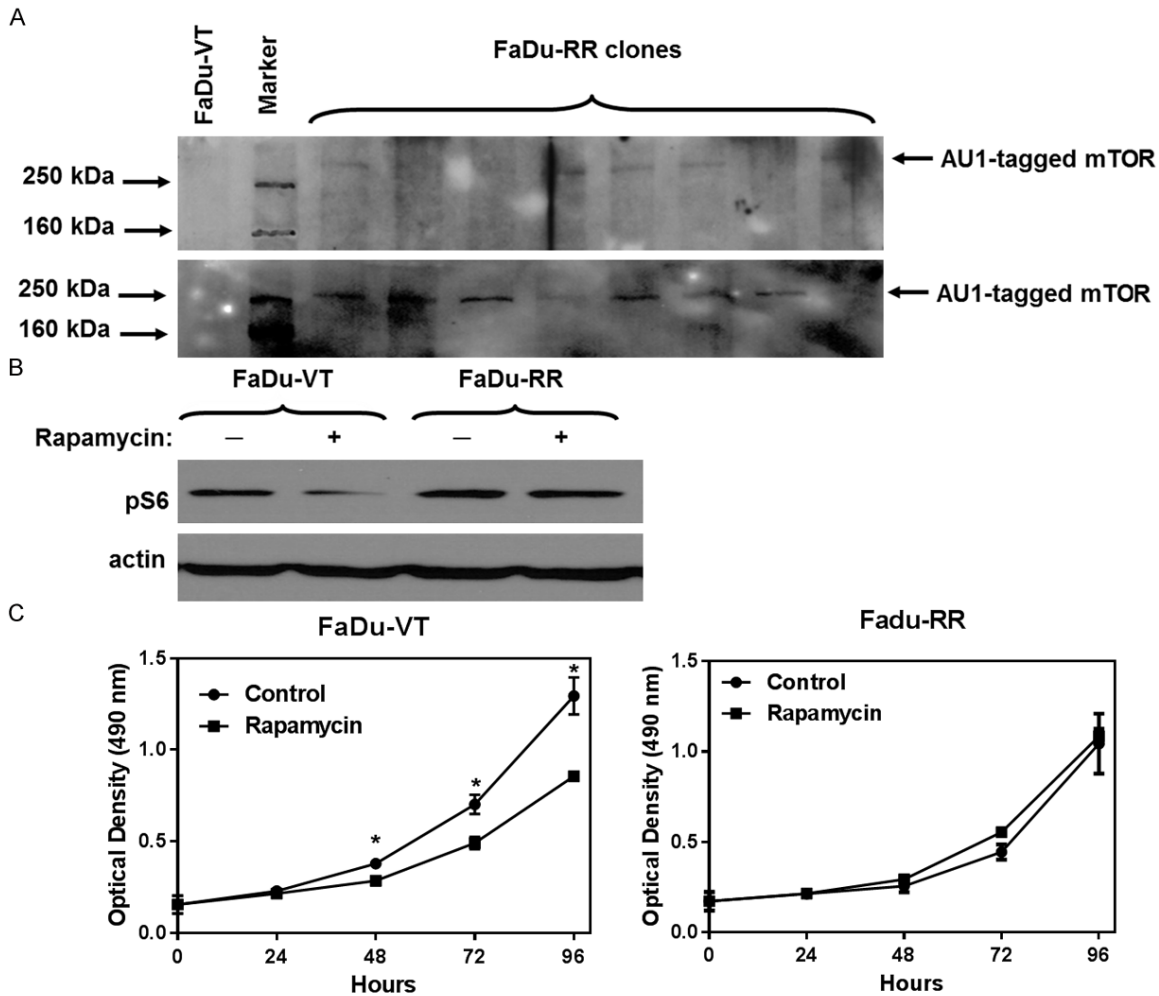 A
FaDu-VT
Marker
FaDu-RR clones
250 kDa
AU1-tagged mTOR
160 kDa
250 kDa
AU1-tagged mTOR
160 kDa
B
FaDu-VT
FaDu-RR
Rapamycin:
— + — +
pS6
actin
C
FaDu-VT
Optical Density (490 nm)
1.5
1.0
0.5
0.0
Control
Rapamycin
*
*
*
0 24 48 72 96
Hours
Fadu-RR
Optical Density (490 nm)
1.5
1.0
0.5
0.0
Control
Rapamycin
0 24 48 72 96
Hours